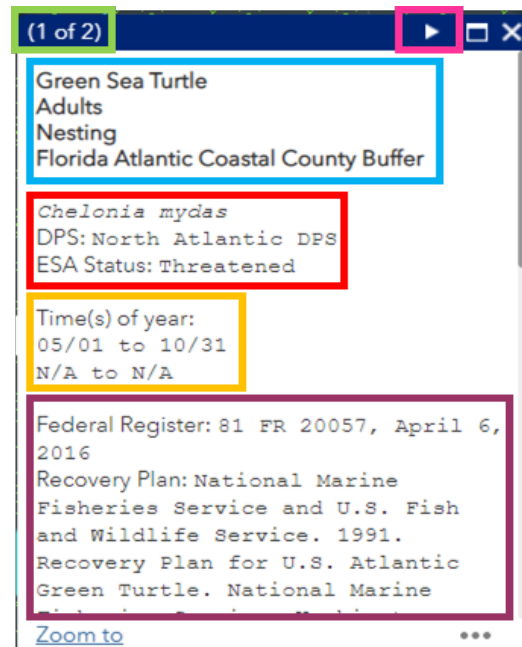 (1 of 2)
Green Sea Turtle
Adults
Nesting
Florida Atlantic Coastal County Buffer
Chelonia mydas
DPS: North Atlantic DPS
ESA Status: Threatened
Time(s) of year:
05/01 to 10/31
N/A to N/A
Federal Register: 81 FR 20057, April 6,
2016
Recovery Plan: National Marine
Fisheries Service and U.S. Fish
and Wildlife Service. 1991.
Recovery Plan for U.S. Atlantic
Green Turtle. National Marine
Zoom to